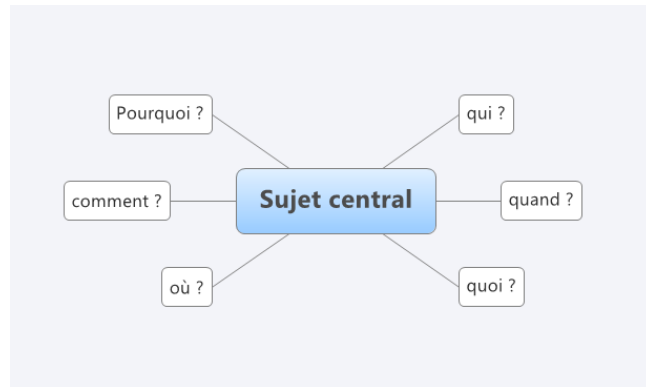 Pourquoi ?
qui ?
comment ?
Sujet central
quand ?
où ?
quoi ?